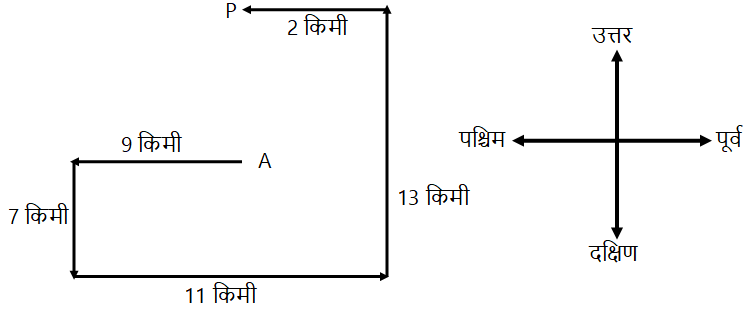 P
2 किमी
उत्तर
9 किमी
A
पश्चिम
पूर्व
7 किमी
13 किमी
दक्षिण
11 किमी